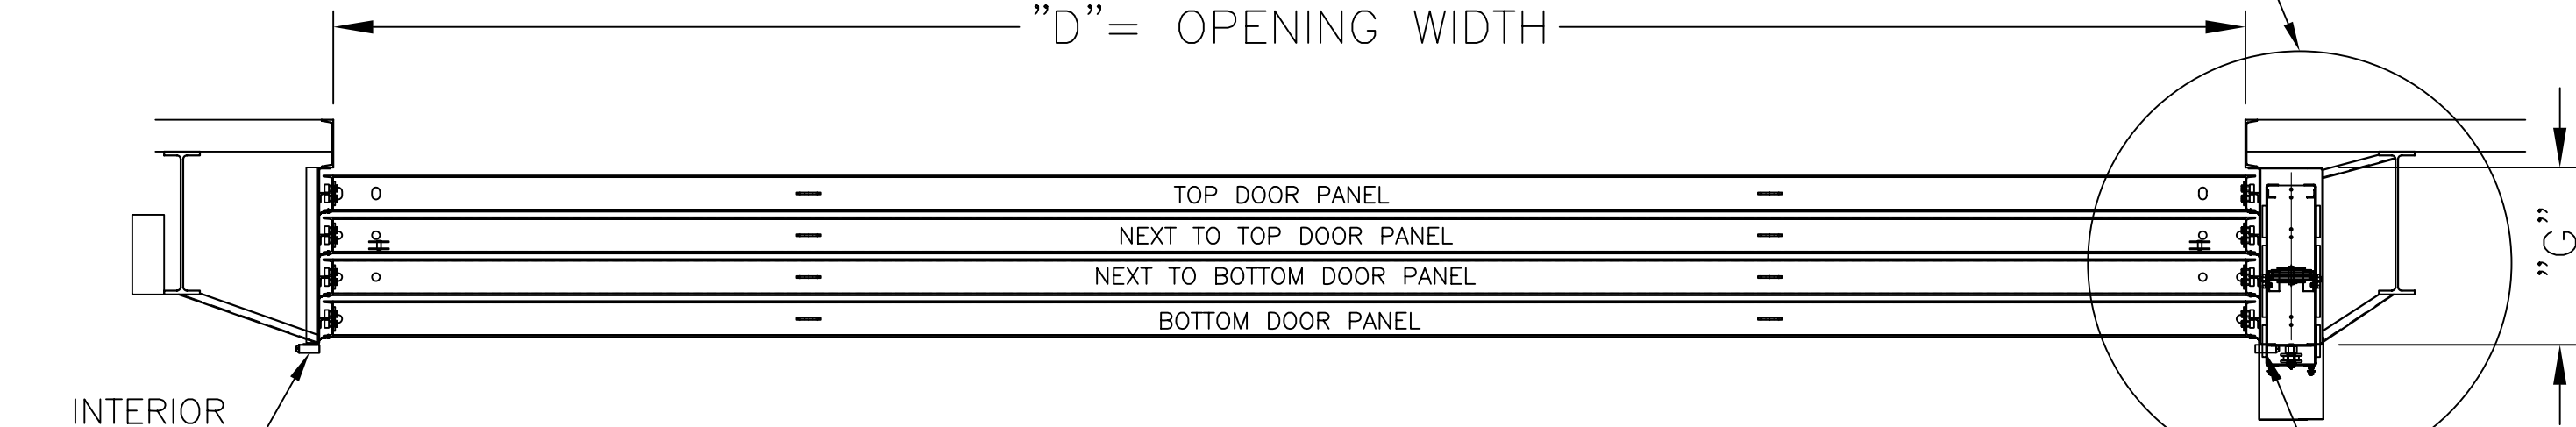 ”D”= OPENING WIDTH
TOP DOOR PANEL
NEXT TO TOP DOOR PANEL
”G”
NEXT TO BOTTOM DOOR PANEL
BOTTOM DOOR PANEL
INTERIOR